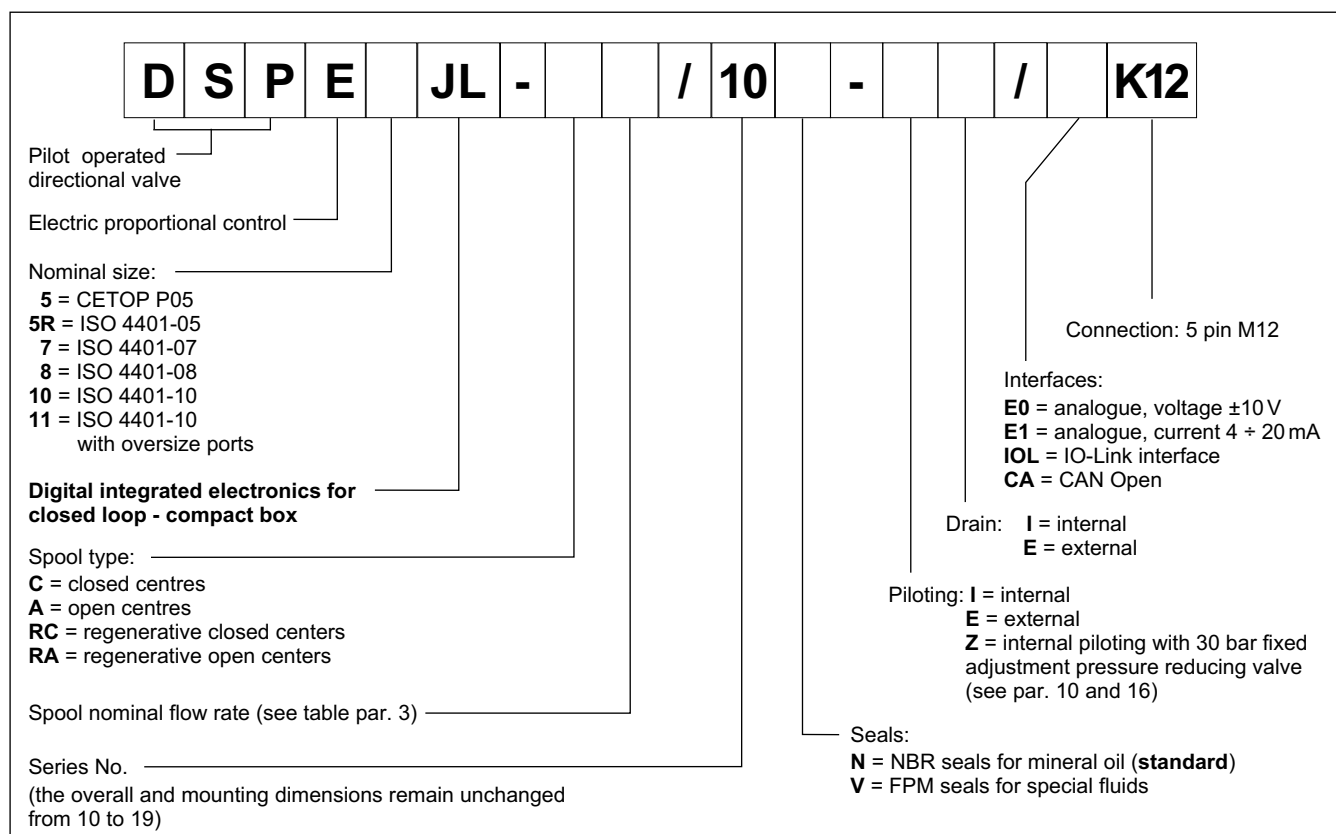 D S P E JL - / 10 - / K12
Pilot operated
directional valve
Electric proportional control
Nominal size:
5 = CETOP P05
5R = ISO 4401-05
7 = ISO 4401-07
8 = ISO 4401-08
10 = ISO 4401-10
11 = ISO 4401-10
with oversize ports
Digital integrated electronics for
closed loop - compact box
Spool type:
C = closed centres
A = open centres
RC = regenerative closed centers
RA = regenerative open centers
Spool nominal flow rate (see table par. 3)
Series No.
(the overall and mounting dimensions remain unchanged
from 10 to 19)
Connection: 5 pin M12
Interfaces:
E0 = analogue, voltage ±10 V
E1 = analogue, current 4 ÷ 20 mA
IOL = IO-Link interface
CA = CAN Open
Drain: I = internal
E = external
Piloting: I = internal
E = external
Z = internal piloting with 30 bar fixed
adjustment pressure reducing valve
(see par. 10 and 16)
Seals:
N = NBR seals for mineral oil (standard)
V = FPM seals for special fluids